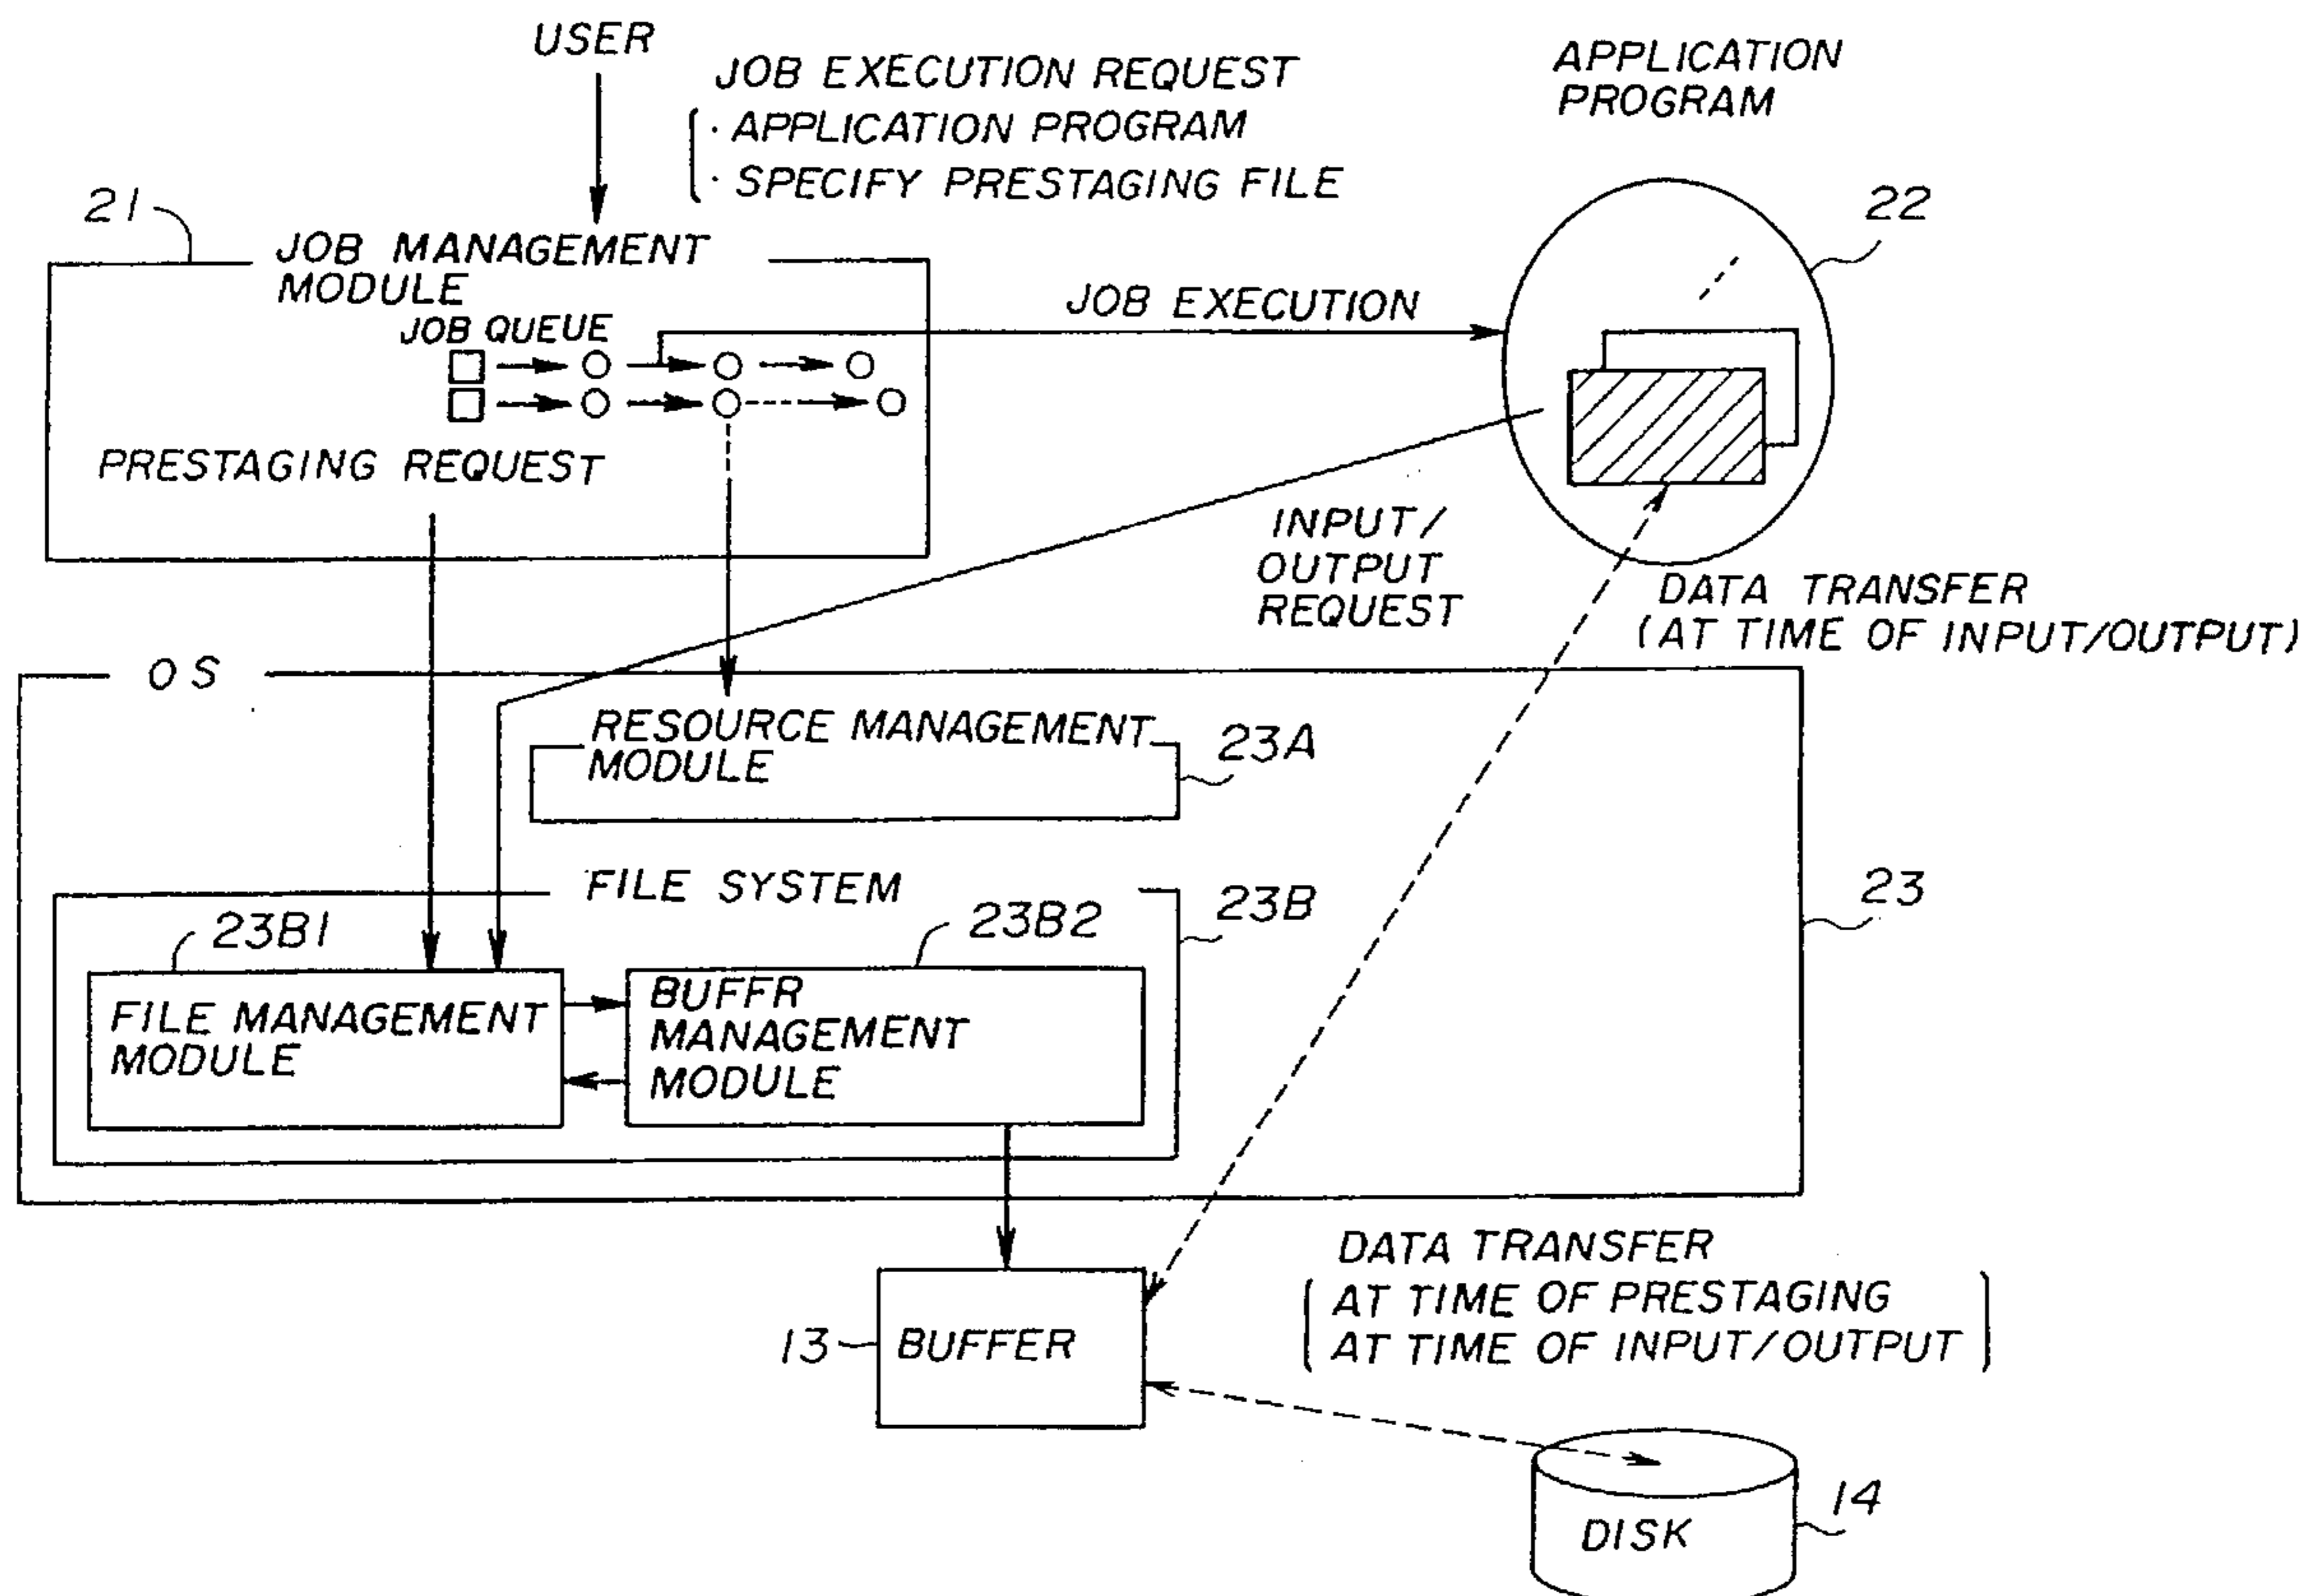 USER
JOB EXECUTION REQUEST
· APPLICATION PROGRAM
· SPECIFY PRESTAGING FILE
APPLICATION
PROGRAM
21
22
JOB MANAGEMENT
MODULE
JOB QUEUE
JOB EXECUTION
PRESTAGING REQUEST
INPUT/
OUTPUT
REQUEST
DATA TRANSFER
(AT TIME OF INPUT/OUTPUT)
OS
RESOURCE MANAGEMENT
MODULE
23A
FILE SYSTEM
23B
23
23B1
23B2
FILE MANAGEMENT
MODULE
BUFFR
MANAGEMENT
MODULE
DATA TRANSFER
AT TIME OF PRESTAGING
AT TIME OF INPUT/OUTPUT
13
BUFFER
14
DISK